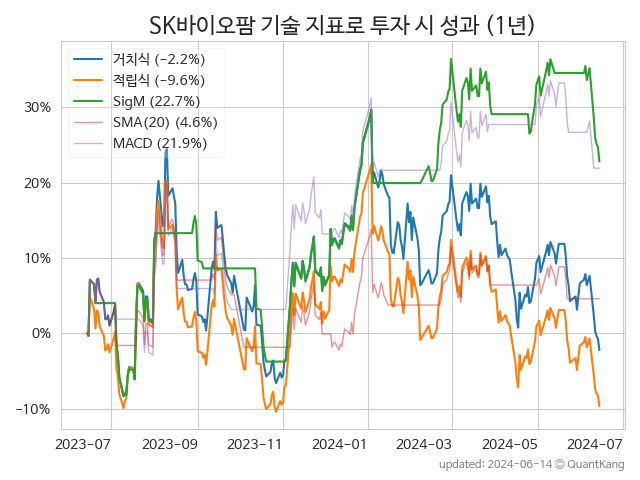 SK바이오팜 기술 지표로 투자 시 성과 (1년)
거치식 (−2.2%)
적립식 (−9.6%)
SigM (22.7%)
SMA(20) (4.6%)
MACD (21.9%)
30%
20%
10%
0%
−10%
2023-07 2023-09 2023-11 2024-01 2024-03 2024-05 2024-07
updated: 2024-06-14 © QuantKang